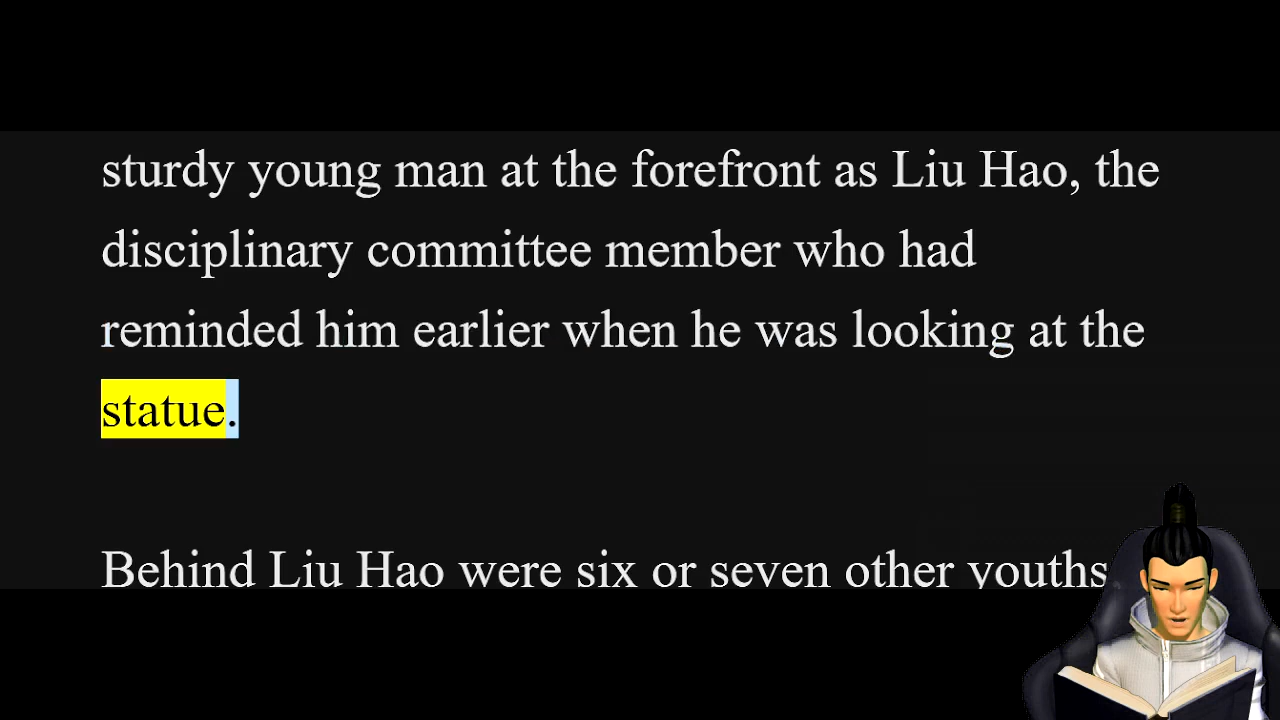 sturdy young man at the forefront as Liu Hao, the
disciplinary committee member who had
reminded him earlier when he was looking at the
statue.
Behind Liu Hao were six or seven other youths